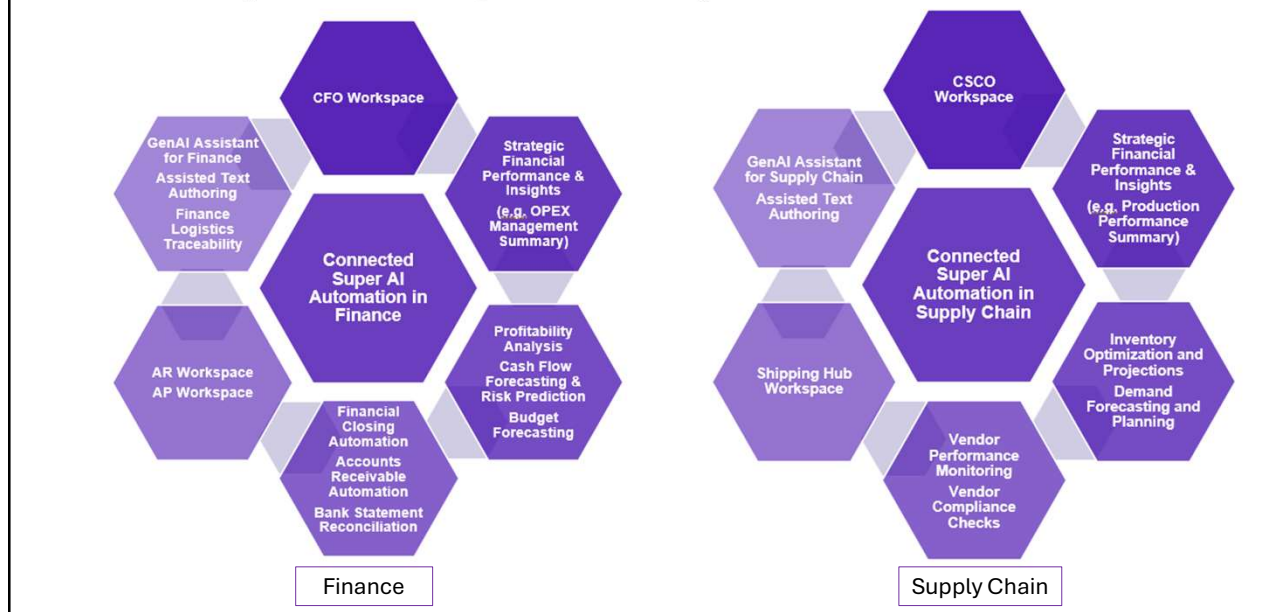 CFO Workspace
GenAI Assistant
for Finance
Assisted Text
Authoring
Finance
Logistics
Traceability
Strategic
Financial
Performance &
Insights
(e.g. OPEX
Management
Summary)
Connected
Super AI
Automation in
Finance
AR Workspace
AP Workspace
Profitability
Analysis
Cash Flow
Forecasting &
Risk Prediction
Budget
Forecasting
Financial
Closing
Automation
Accounts
Receivable
Automation
Bank Statement
Reconciliation
Finance
CSCO
Workspace
GenAI Assistant
for Supply Chain
Assisted Text
Authoring
Strategic
Financial
Performance &
Insights
(e.g. Production
Performance
Summary)
Connected
Super AI
Automation in
Supply Chain
Shipping Hub
Workspace
Inventory
Optimization and
Projections
Demand
Forecasting and
Planning
Vendor
Performance
Monitoring
Vendor
Compliance
Checks
Supply Chain